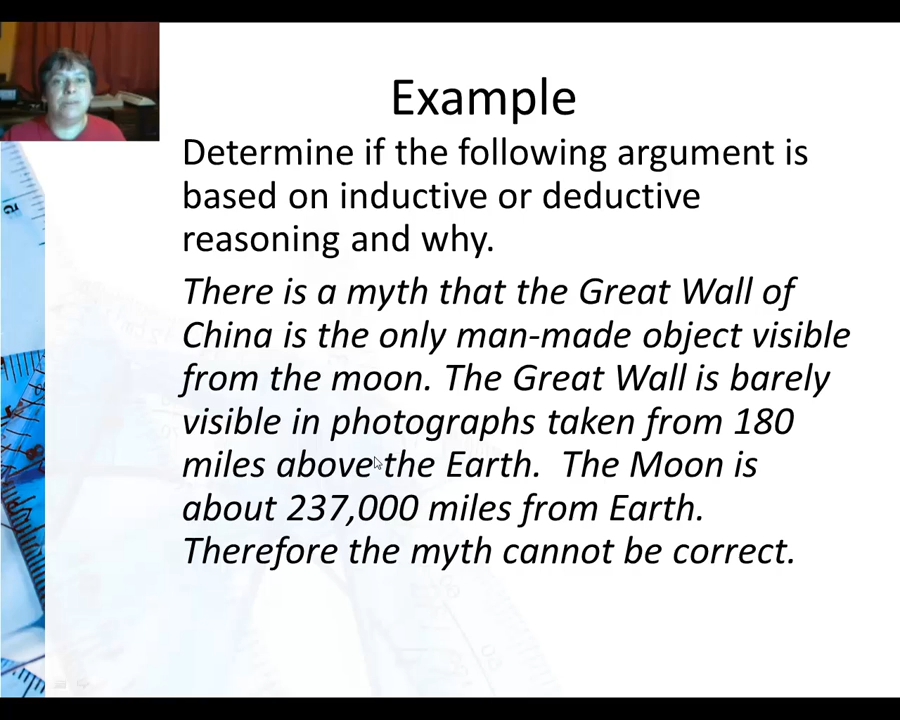 Example
Determine if the following argument is
based on inductive or deductive
reasoning and why.
There is a myth that the Great Wall of
China is the only man-made object visible
from the moon. The Great Wall is barely
visible in photographs taken from 180
miles above the Earth. The Moon is
about 237,000 miles from Earth.
Therefore the myth cannot be correct.